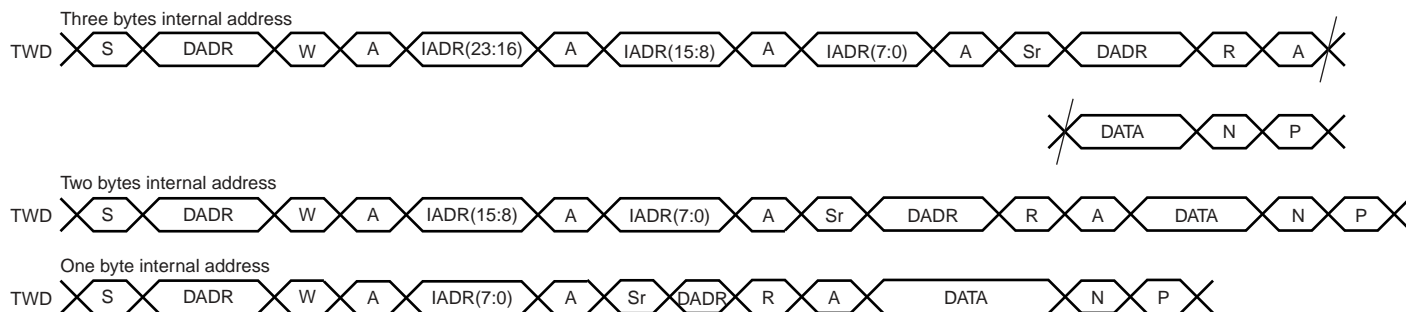 Three bytes internal address
TWD S DADR W A IADR(23:16) A IADR(15:8) A IADR(7:0) A Sr DADR R A
DATA N P
Two bytes internal address
TWD S DADR W A IADR(15:8) A IADR(7:0) A Sr DADR R A DATA N P
One byte internal address
TWD S DADR W A IADR(7:0) A Sr DADR R A DATA N P